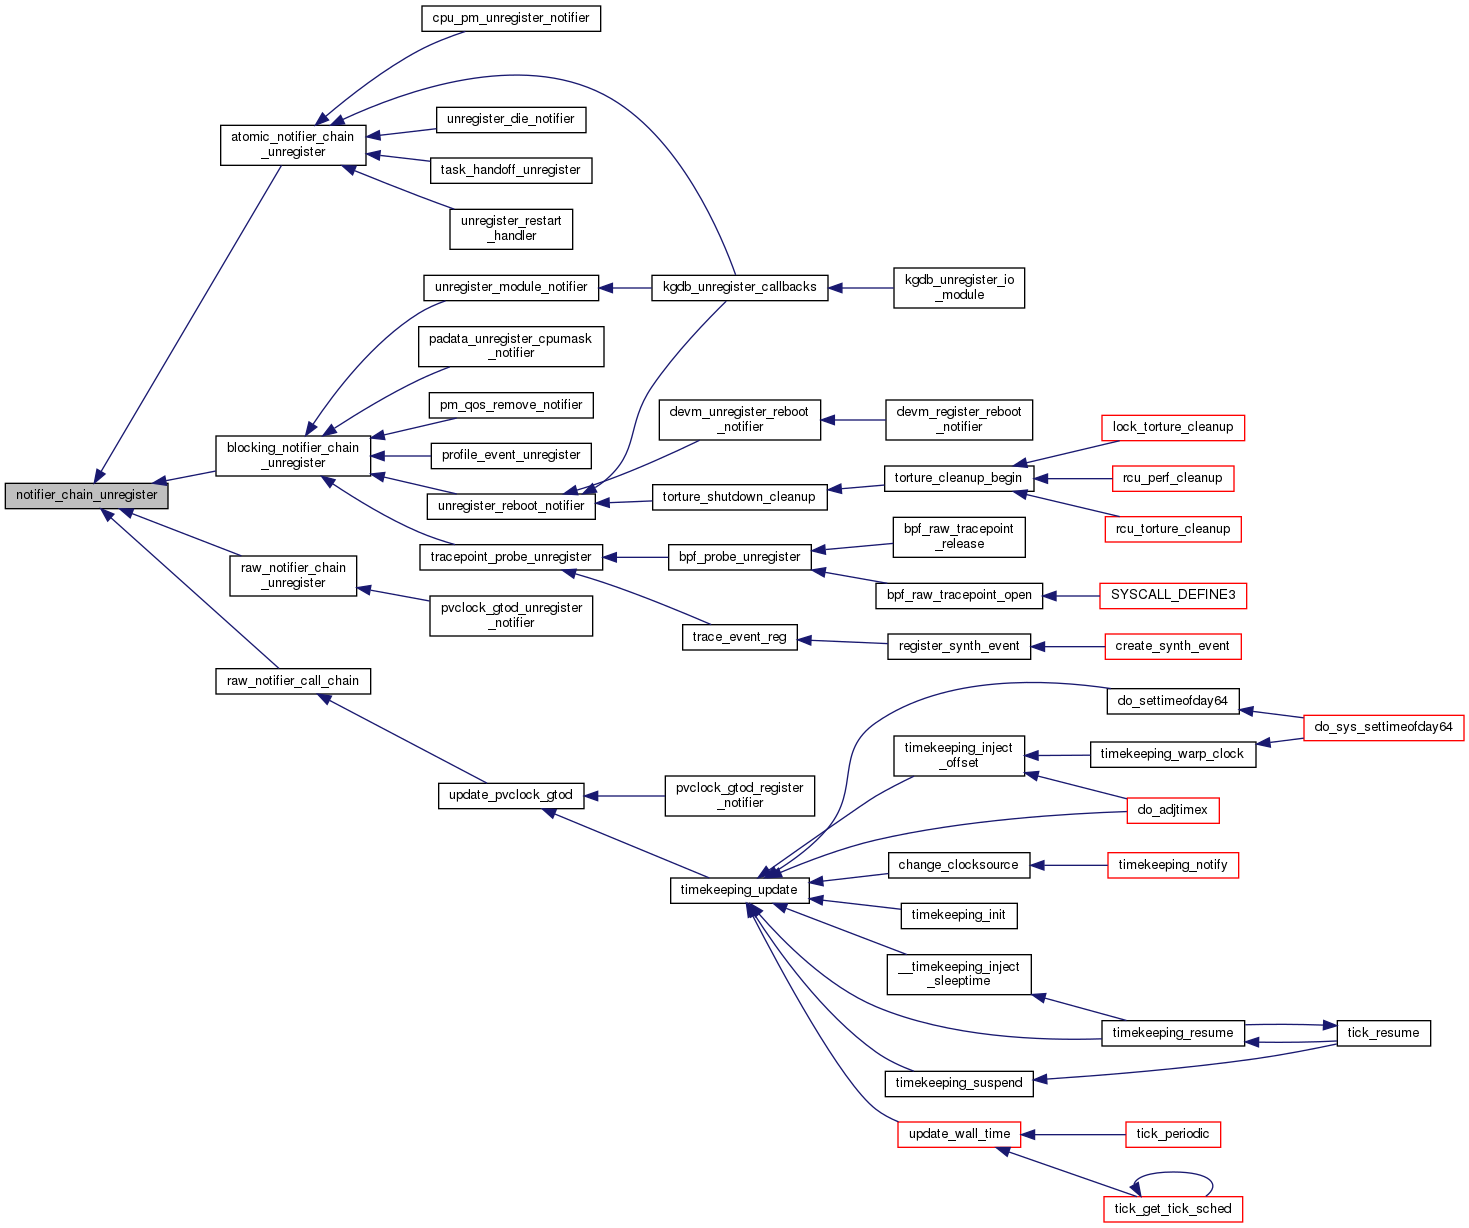 cpu_pm_unregister_notifier
atomic_notifier_chain
_unregister
unregister_die_notifier
task_handoff_unregister
unregister_restart
_handler
unregister_module_notifier
kgdb_unregister_callbacks
kgdb_unregister_io
_module
padata_unregister_cpumask
_notifier
pm_qos_remove_notifier
devm_unregister_reboot
_notifier
devm_register_reboot
_notifier
lock_torture_cleanup
blocking_notifier_chain
_unregister
profile_event_unregister
torture_cleanup_begin
rcu_perf_cleanup
notifier_chain_unregister
unregister_reboot_notifier
torture_shutdown_cleanup
rcu_torture_cleanup
bpf_raw_tracepoint
_release
tracepoint_probe_unregister
bpf_probe_unregister
raw_notifier_chain
_unregister
bpf_raw_tracepoint_open
SYSCALL_DEFINE3
pvclock_gtod_unregister
_notifier
trace_event_reg
register_synth_event
create_synth_event
raw_notifier_call_chain
do_settimeofday64
do_sys_settimeofday64
timekeeping_inject
_offset
timekeeping_warp_clock
update_pvclock_gtod
pvclock_gtod_register
_notifier
do_adjtimex
change_clocksource
timekeeping_notify
timekeeping_update
timekeeping_init
__timekeeping_inject
_sleeptime
timekeeping_resume
tick_resume
timekeeping_suspend
update_wall_time
tick_periodic
tick_get_tick_sched